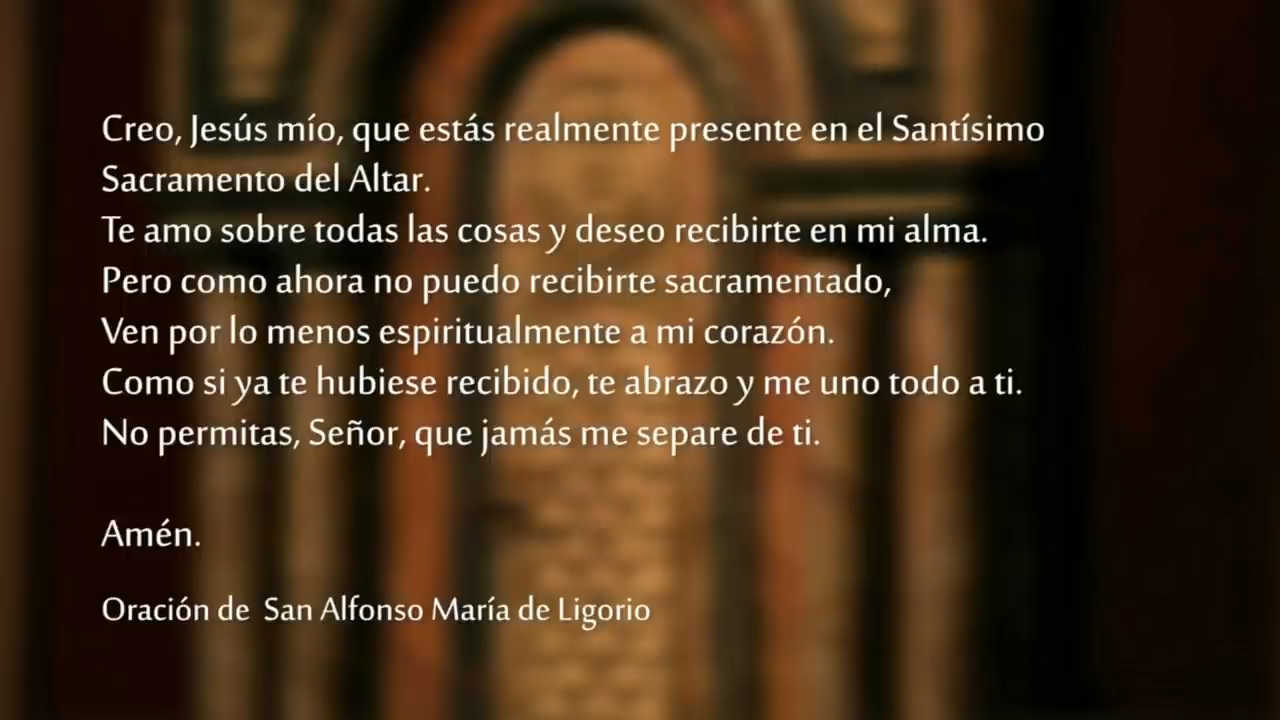 Creo, Jesús mío, que estás realmente presente en el Santísimo
Sacramento del Altar.
Te amo sobre todas las cosas y deseo recibirte en mi alma.
Pero como ahora no puedo recibirte sacramentado,
Ven por lo menos espiritualmente a mi corazón.
Como si ya te hubiese recibido, te abrazo y me uno todo a ti.
No permitas, Señor, que jamás me separe de ti.
Amén.
Oración de San Alfonso María de Ligorio